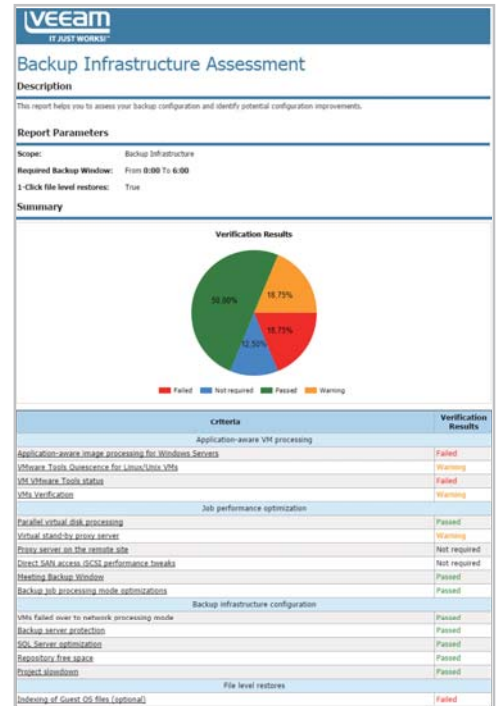 veeam
IT JUST WORKS!™
Backup Infrastructure Assessment
Description
This report helps you to assess your backup configuration and identify potential configuration improvements.
Report Parameters
Scope: Backup Infrastructure
Required Backup Window: From 0:00 To 6:00
1-Click file level restores: True
Summary
Verification Results
50,00%
18,75%
18,75%
12,50%
Failed Not required Passed Warning
Criteria Verification Results
Application-aware VM processing
Application-aware image processing for Windows Servers Failed
VMware Tools Quiescence for Linux/Unix VMs Warning
VM VMware Tools status Failed
VMs Verification Warning
Job performance optimization
Parallel virtual disk processing Passed
Virtual stand-by proxy server Warning
Proxy server on the remote site Not required
Direct SAN access iSCSI performance tweaks Not required
Meeting Backup Window Passed
Backup job processing mode optimizations Passed
Backup infrastructure configuration
VMs failed over to network processing mode Passed
Backup server protection Passed
SQL Server optimization Passed
Repository free space Passed
Project slowdown Passed
File level restores
Indexing of Guest OS files (optional) Failed